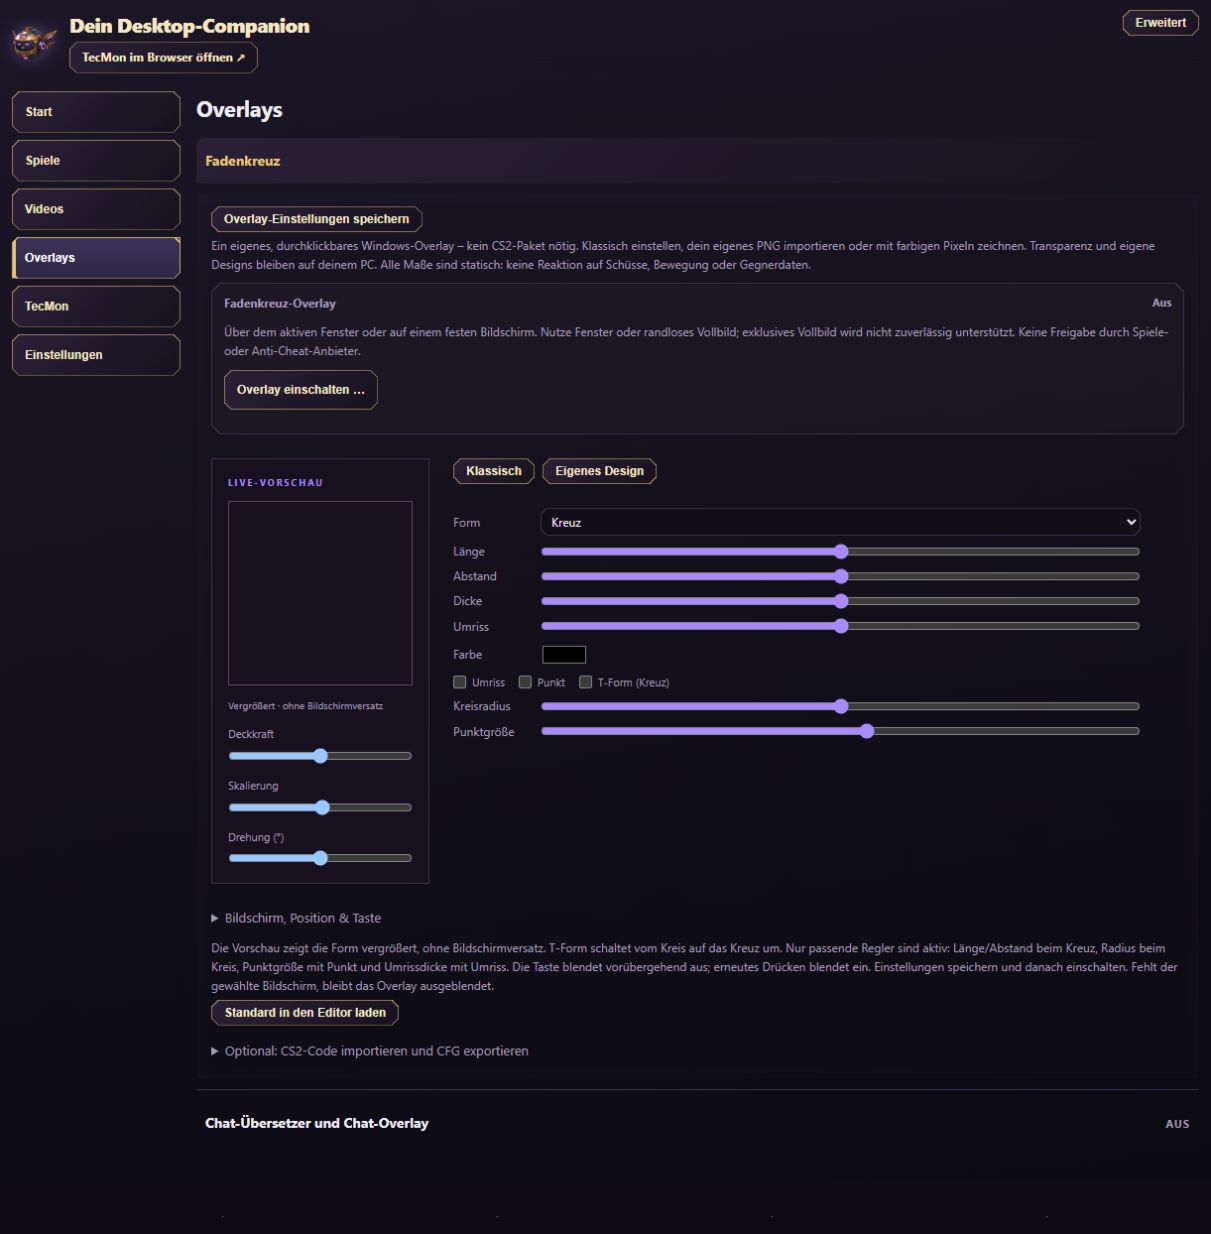 Dein Desktop-Companion
TecMon im Browser öffnen ↗
Erweitert
Start
Spiele
Videos
Overlays
TecMon
Einstellungen
Overlays
Fadenkreuz
Overlay-Einstellungen speichern
Ein eigenes, durchklickbares Windows-Overlay – kein CS2-Paket nötig. Klassisch einstellen, dein eigenes PNG importieren oder mit farbigen Pixeln zeichnen. Transparenz und eigene
Designs bleiben auf deinem PC. Alle Maße sind statisch: keine Reaktion auf Schüsse, Bewegung oder Gegnerdaten.
Fadenkreuz-Overlay
Aus
Über dem aktiven Fenster oder auf einem festen Bildschirm. Nutze Fenster oder randloses Vollbild; exklusives Vollbild wird nicht zuverlässig unterstützt. Keine Freigabe durch Spiele-
oder Anti-Cheat-Anbieter.
Overlay einschalten …
LIVE-VORSCHAU
Vergrößert · ohne Bildschirmversatz
Deckkraft
Skalierung
Drehung (°)
Klassisch
Eigenes Design
Form
Kreuz
Länge
Abstand
Dicke
Umriss
Farbe
Umriss
Punkt
T-Form (Kreuz)
Kreisradius
Punktgröße
▶ Bildschirm, Position & Taste
Die Vorschau zeigt die Form vergrößert, ohne Bildschirmversatz. T-Form schaltet vom Kreis auf das Kreuz um. Nur passende Regler sind aktiv: Länge/Abstand beim Kreuz, Radius beim
Kreis, Punktgröße mit Punkt und Umrissdicke mit Umriss. Die Taste blendet vorübergehend aus; erneutes Drücken blendet ein. Einstellungen speichern und danach einschalten. Fehlt der
gewählte Bildschirm, bleibt das Overlay ausgeblendet.
Standard in den Editor laden
▶ Optional: CS2-Code importieren und CFG exportieren
Chat-Übersetzer und Chat-Overlay
AUS